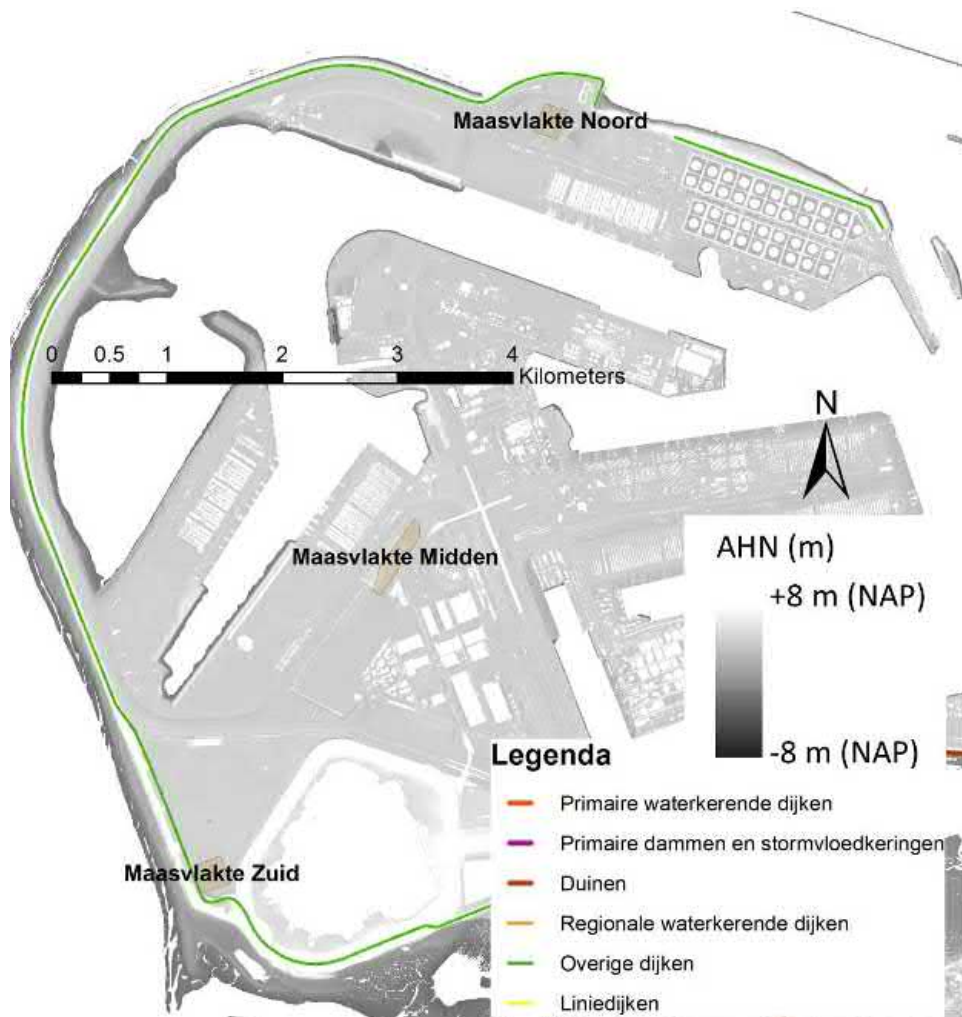 Maasvlakte Noord
0 0.5 1 2 3 4
Kilometers
N
Maasvlakte Midden
AHN (m)
+8 m (NAP)
-8 m (NAP)
Maasvlakte Zuid
Legenda
Primaire waterkerende dijken
Primaire dammen en stormvloedkeringen
Duinen
Regionale waterkerende dijken
Overige dijken
Liniedijken